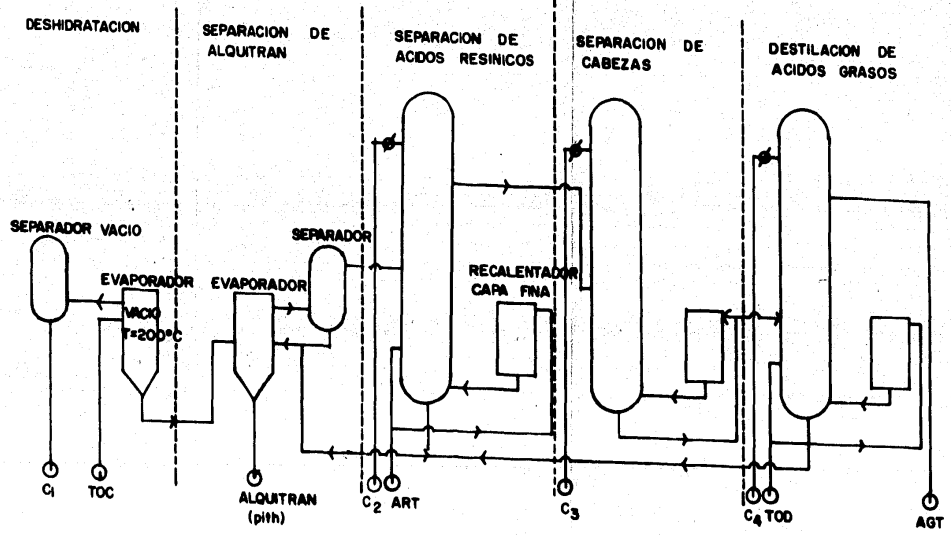 DESHIDRATACION
SEPARACION DE
ALQUITRAN
SEPARACION DE
ACIDOS RESINICOS
SEPARACION DE
CABEZAS
DESTILACION DE
ACIDOS GRASOS
SEPARADOR VACIO
EVAPORADOR
VACIO
T=200°C
EVAPORADOR
SEPARADOR
RECALENTADOR
CAPA FINA
C1
TOC
ALQUITRAN
(pith)
C2
ART
C3
C4
TOD
AGT